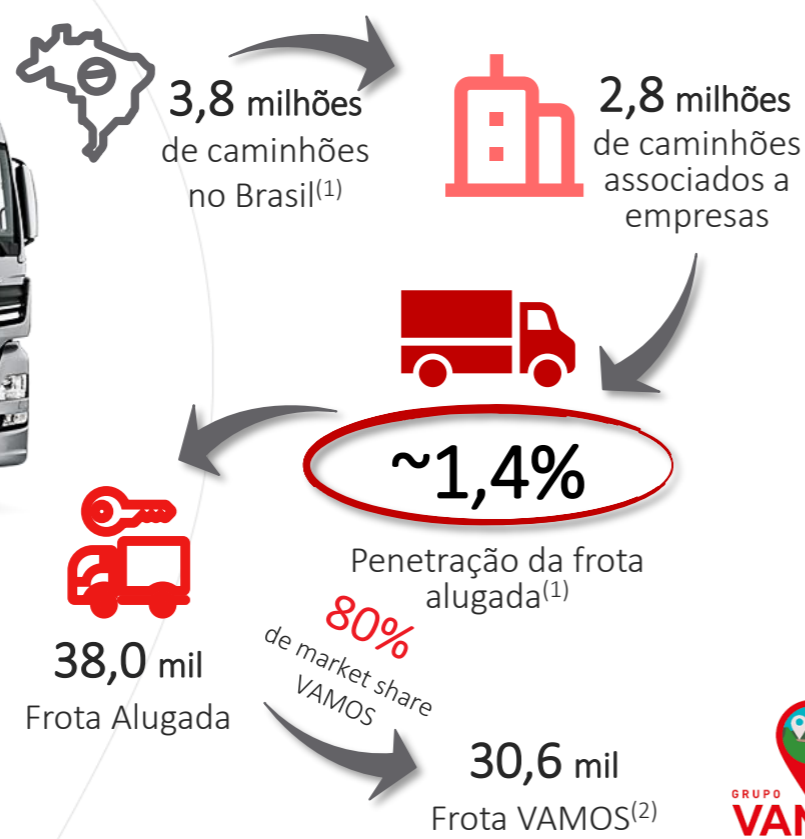 3,8 milhões
de caminhões
no Brasil(1)
2,8 milhões
de caminhões
associados a
empresas
~1,4%
Penetração da frota
alugada(1)
38,0 mil
Frota Alugada
80%
de market share
VAMOS
30,6 mil
Frota VAMOS(2)
GRUPO